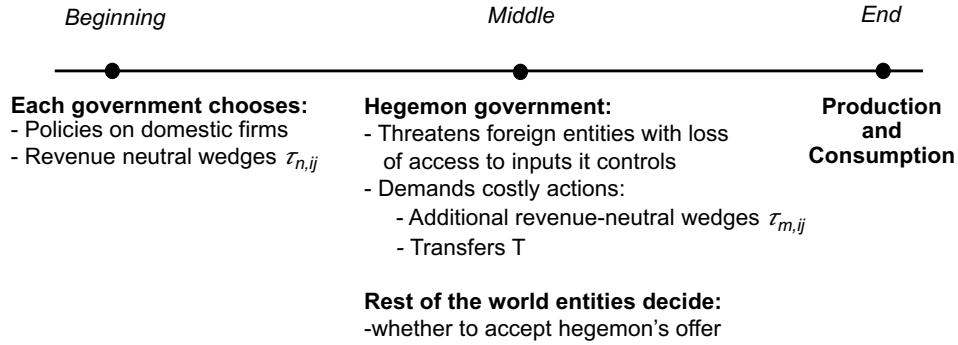 Beginning
Middle
End
Each government chooses:
- Policies on domestic firms
- Revenue neutral wedges τn,ij
Hegemon government:
- Threatens foreign entities with loss
of access to inputs it controls
- Demands costly actions:
- Additional revenue-neutral wedges τm,ij
- Transfers T
Rest of the world entities decide:
-whether to accept hegemon's offer
Production
and
Consumption